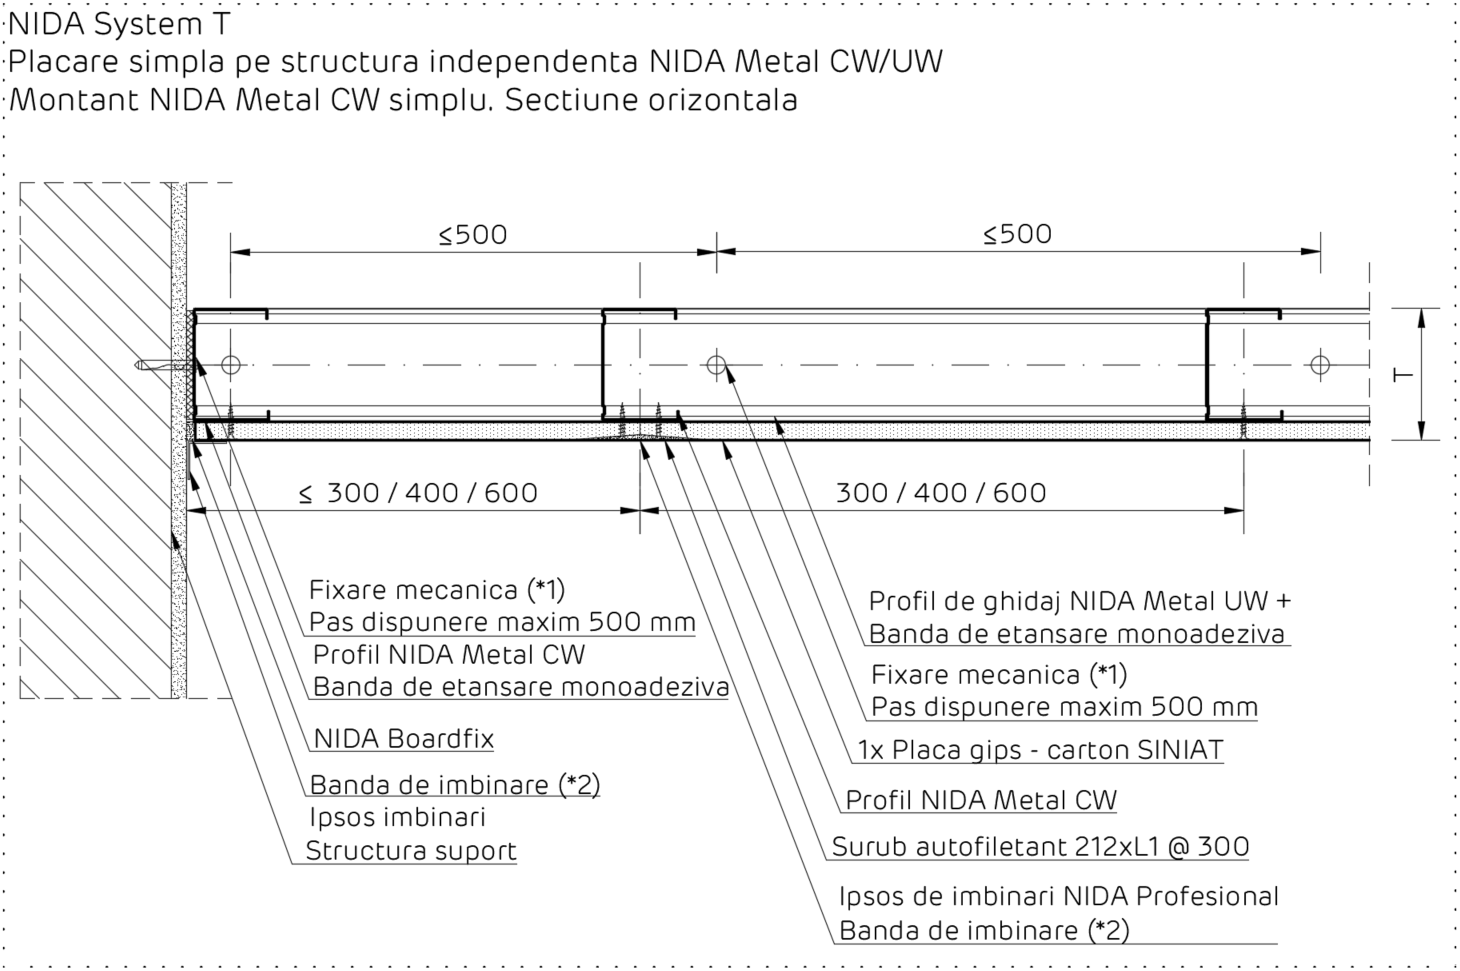 NIDA System T
Placare simpla pe structura independenta NIDA Metal CW/UW
Montant NIDA Metal CW simplu. Sectiune orizontala
≤500
≤500
T
≤ 300 / 400 / 600
300 / 400 / 600
Fixare mecanica (*1)
Pas dispunere maxim 500 mm
Profil NIDA Metal CW
Banda de etansare monoadeziva
NIDA Boardfix
Banda de imbinare (*2)
Ipsos imbinari
Structura suport
Profil de ghidaj NIDA Metal UW +
Banda de etansare monoadeziva
Fixare mecanica (*1)
Pas dispunere maxim 500 mm
1x Placa gips - carton SINIAT
Profil NIDA Metal CW
Surub autofiletant 212xL1 @ 300
Ipsos de imbinari NIDA Profesional
Banda de imbinare (*2)